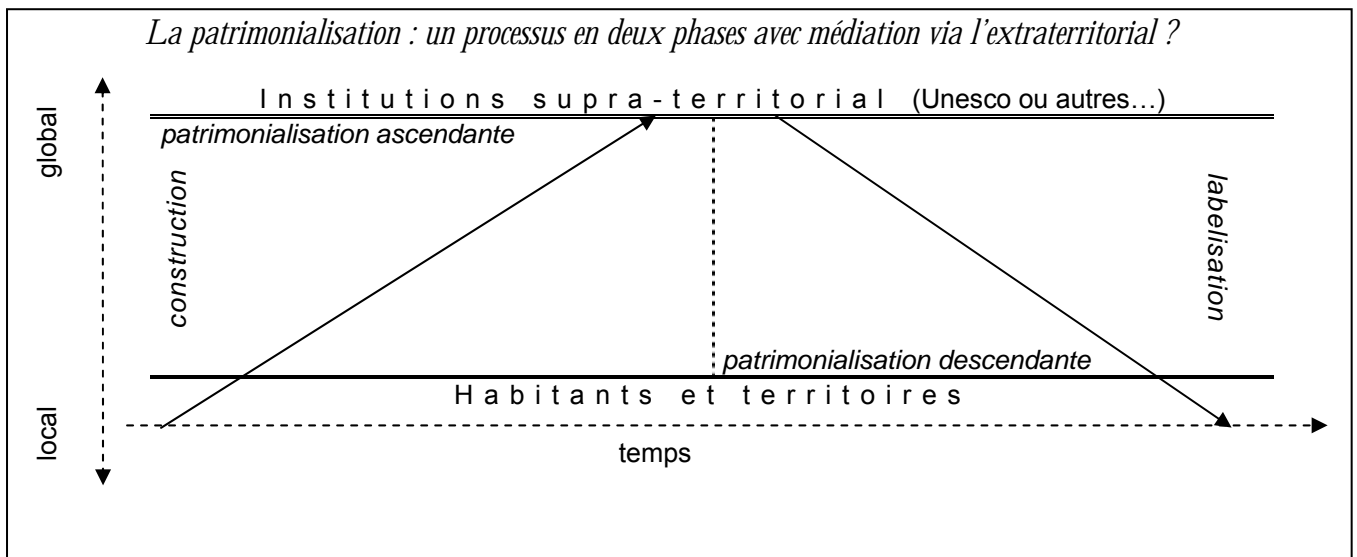 La patrimonialisation : un processus en deux phases avec médiation via l'extraterritorial ?
Institutions supra-territorial (Unesco ou autres…)
patrimonialisation ascendante
global
construction
labelisation
patrimonialisation descendante
Habitants et territoires
local
temps